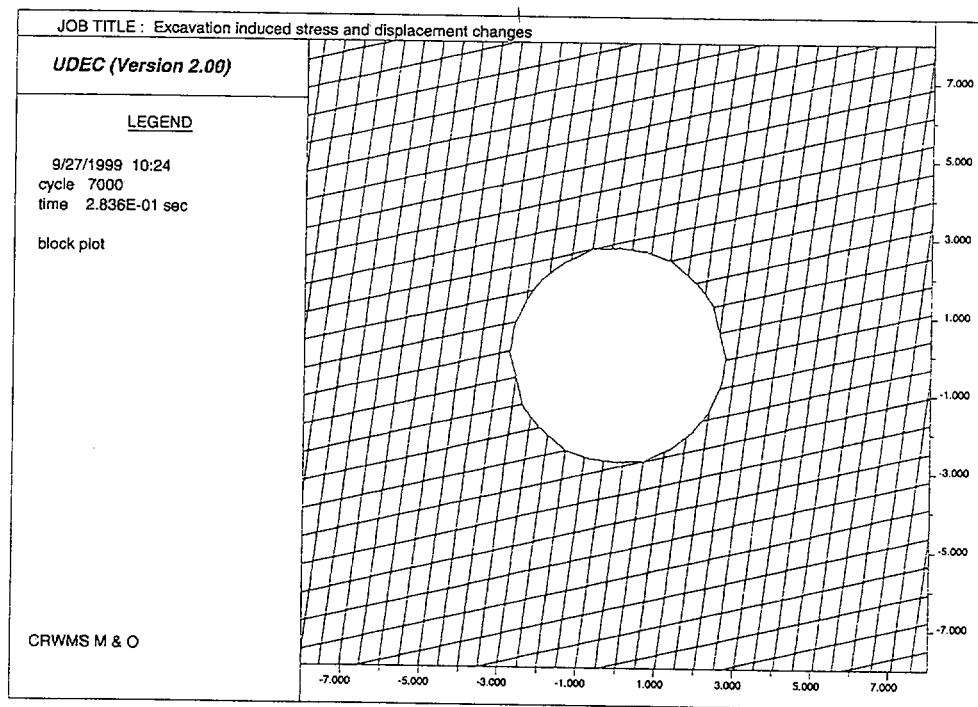 JOB TITLE : Excavation induced stress and displacement changes
UDEC (Version 2.00)
LEGEND
9/27/1999 10:24
cycle 7000
time 2.836E-01 sec
block plot
CRWMS M & O
7.000
5.000
3.000
1.000
-1.000
-3.000
-5.000
-7.000
-7.000 -5.000 -3.000 -1.000 1.000 3.000 5.000 7.000